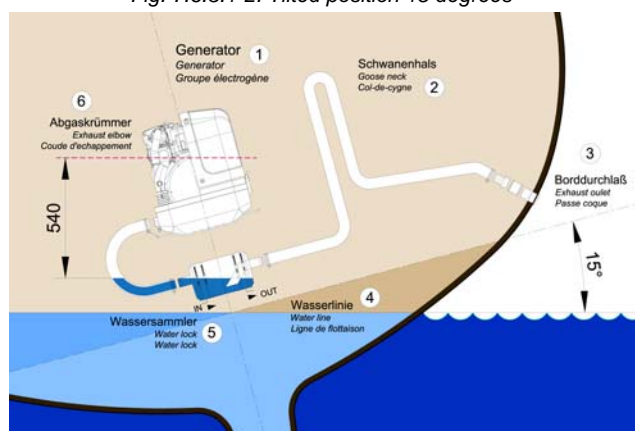 Fig. 7.3.3.1-2: Tilted position 15 degrees
Generator
Generator
Groupe électrogène
1
Schwanenhals
Goose neck
Col-de-cygne
2
6
Abgaskrümmer
Exhaust elbow
Coude d'echappement
3
Borddurchlaß
Exhaust oulet
Passe coque
540
15°
IN
OUT
Wasserlinie
Water line
Ligne de flottaison
4
Wassersammler
Water lock
Water lock
5